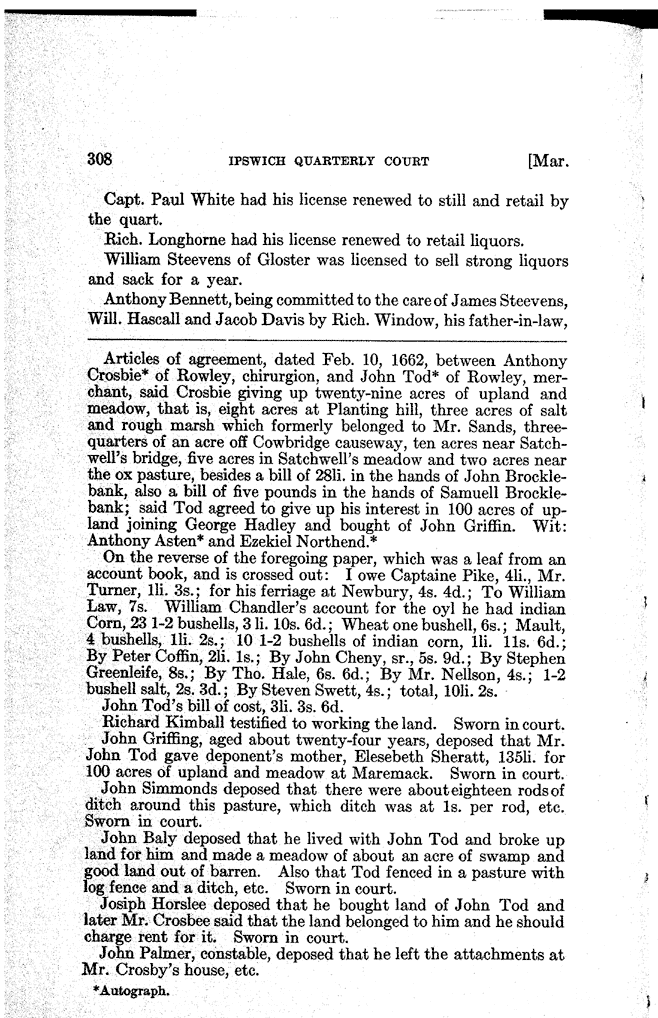 308 IPSWICH QUARTERLY COURT [Mar.
Capt. Paul White had his license renewed to still and retail by
the quart.
Rich. Longhorne had his license renewed to retail liquors.
William Steevens of Gloster was licensed to sell strong liquors
and sack for a year.
Anthony Bennett, being committed to the care of James Steevens,
Will. Hascall and Jacob Davis by Rich. Window, his father-in-law,
Articles of agreement, dated Feb. 10, 1662, between Anthony
Crosbie* of Rowley, chirurgion, and John Tod* of Rowley, mer-
chant, said Crosbie giving up twenty-nine acres of upland and
meadow, that is, eight acres at Planting hill, three acres of salt
and rough marsh which formerly belonged to Mr. Sands, three-
quarters of an acre off Cowbridge causeway, ten acres near Satch-
well's bridge, five acres in Satchwell's meadow and two acres near
the ox pasture, besides a bill of 28li. in the hands of John Brockle-
bank, also a bill of five pounds in the hands of Samuell Brockle-
bank; said Tod agreed to give up his interest in 100 acres of up-
land joining George Hadley and bought of John Griffin. Wit:
Anthony Asten* and Ezekiel Northend.*
On the reverse of the foregoing paper, which was a leaf from an
account book, and is crossed out: I owe Captaine Pike, 4li., Mr.
Turner, 1li. 3s.; for his ferriage at Newbury, 4s. 4d.; To William
Law, 7s. William Chandler's account for the oyl he had indian
Corn, 23 1-2 bushells, 3 li. 10s. 6d.; Wheat one bushell, 6s.; Mault,
4 bushells, 1li. 2s.; 10 1-2 bushells of indian corn, 1li. 11s. 6d.;
By Peter Coffin, 2li. 1s.; By John Cheny, sr., 5s. 9d.; By Stephen
Greenleife, 8s.; By Tho. Hale, 6s. 6d.; By Mr. Nellson, 4s.; 1-2
bushell salt, 2s. 3d.; By Steven Swett, 4s.; total, 10li. 2s.
John Tod's bill of cost, 3li. 3s. 6d.
Richard Kimball testified to working the land. Sworn in court.
John Griffing, aged about twenty-four years, deposed that Mr.
John Tod gave deponent's mother, Elesebeth Sheratt, 135li. for
100 acres of upland and meadow at Maremack. Sworn in court.
John Simmonds deposed that there were about eighteen rods of
ditch around this pasture, which ditch was at 1s. per rod, etc.
Sworn in court.
John Baly deposed that he lived with John Tod and broke up
land for him and made a meadow of about an acre of swamp and
good land out of barren. Also that Tod fenced in a pasture with
log fence and a ditch, etc. Sworn in court.
Josiph Horslee deposed that he bought land of John Tod and
later Mr. Crosbee said that the land belonged to him and he should
charge rent for it. Sworn in court.
John Palmer, constable, deposed that he left the attachments at
Mr. Crosby's house, etc.
*Autograph.